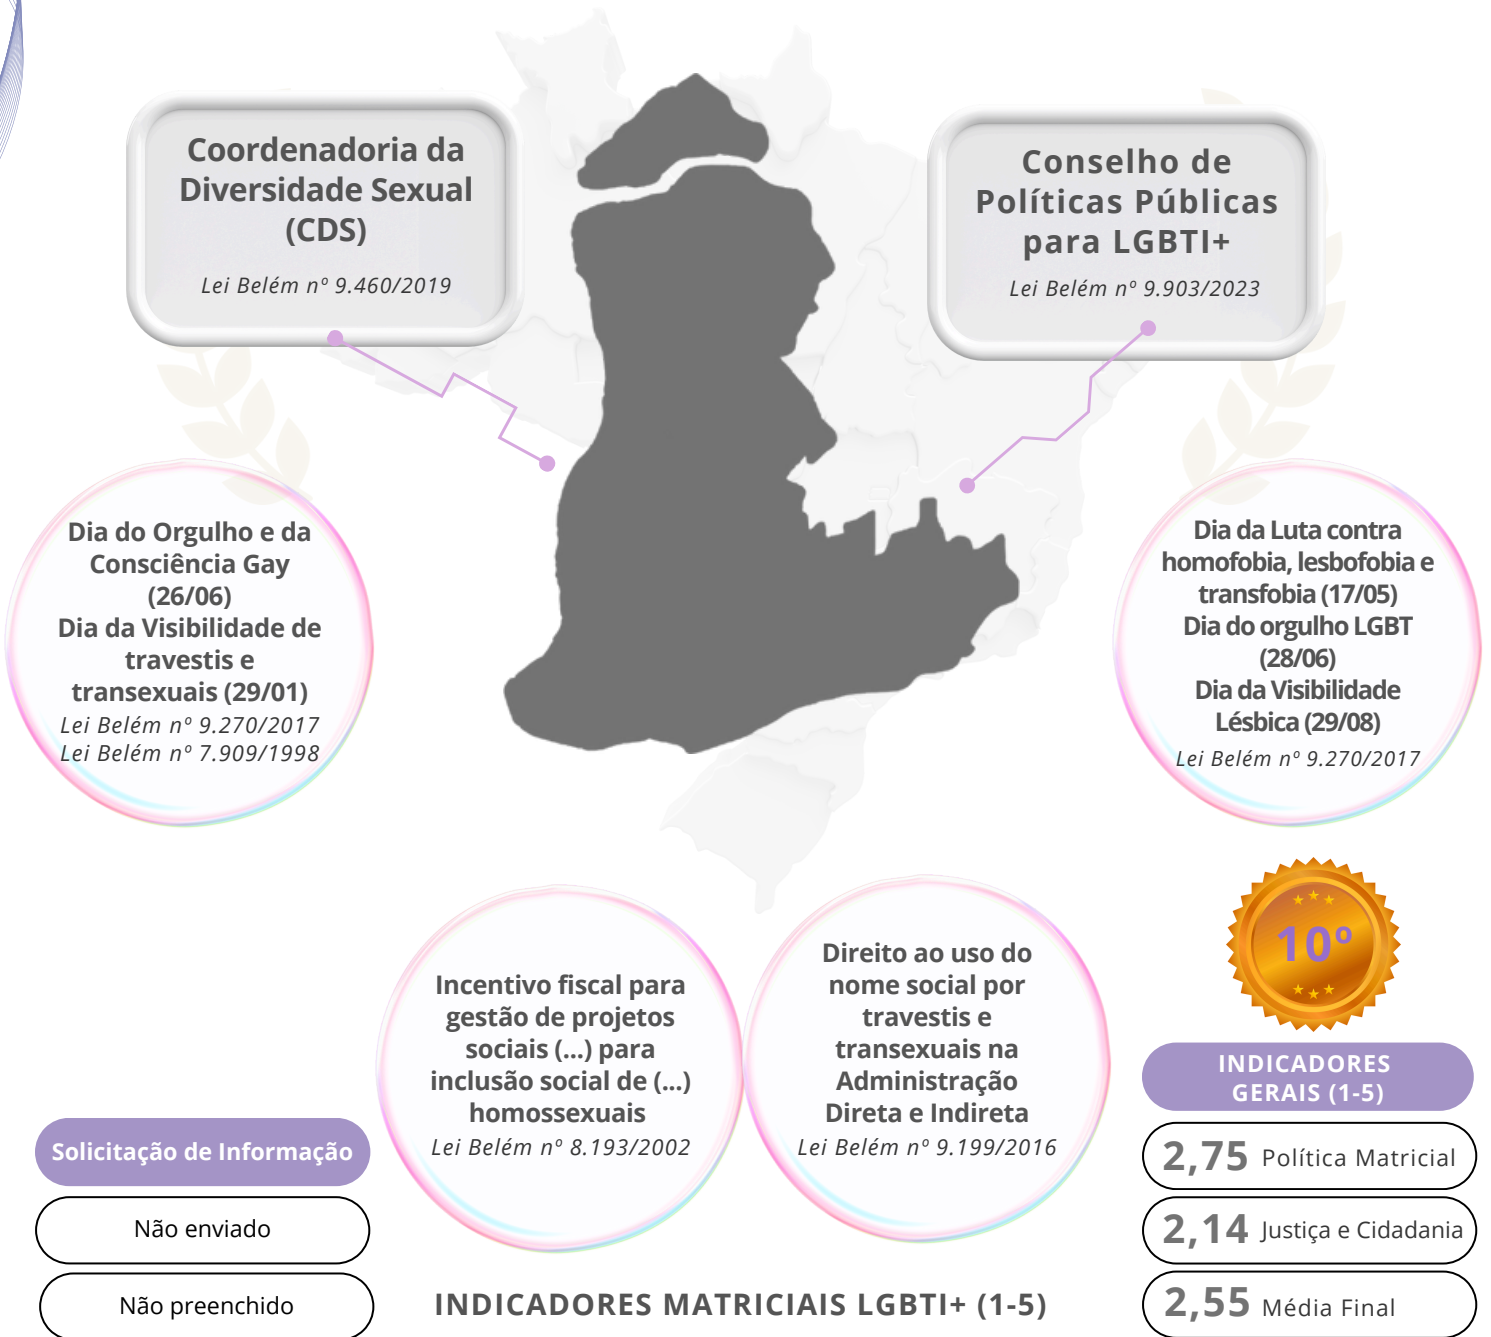 Coordenadoria da
Diversidade Sexual
(CDS)
Lei Belém nº 9.460/2019
Conselho de
Políticas Públicas
para LGBTI+
Lei Belém nº 9.903/2023
Dia do Orgulho e da
Consciência Gay
(26/06)
Dia da Visibilidade de
travestis e
transexuais (29/01)
Lei Belém nº 9.270/2017
Lei Belém nº 7.909/1998
Dia da Luta contra
homofobia, lesbofobia e
transfobia (17/05)
Dia do orgulho LGBT
(28/06)
Dia da Visibilidade
Lésbica (29/08)
Lei Belém nº 9.270/2017
Incentivo fiscal para
gestão de projetos
sociais (...) para
inclusão social de (...)
homossexuais
Lei Belém nº 8.193/2002
Direito ao uso do
nome social por
travestis e
transexuais na
Administração
Direta e Indireta
Lei Belém nº 9.199/2016
10º
INDICADORES
GERAIS (1-5)
2,75 Política Matricial
2,14 Justiça e Cidadania
2,55 Média Final
Solicitação de Informação
Não enviado
Não preenchido
INDICADORES MATRICIAIS LGBTI+ (1-5)